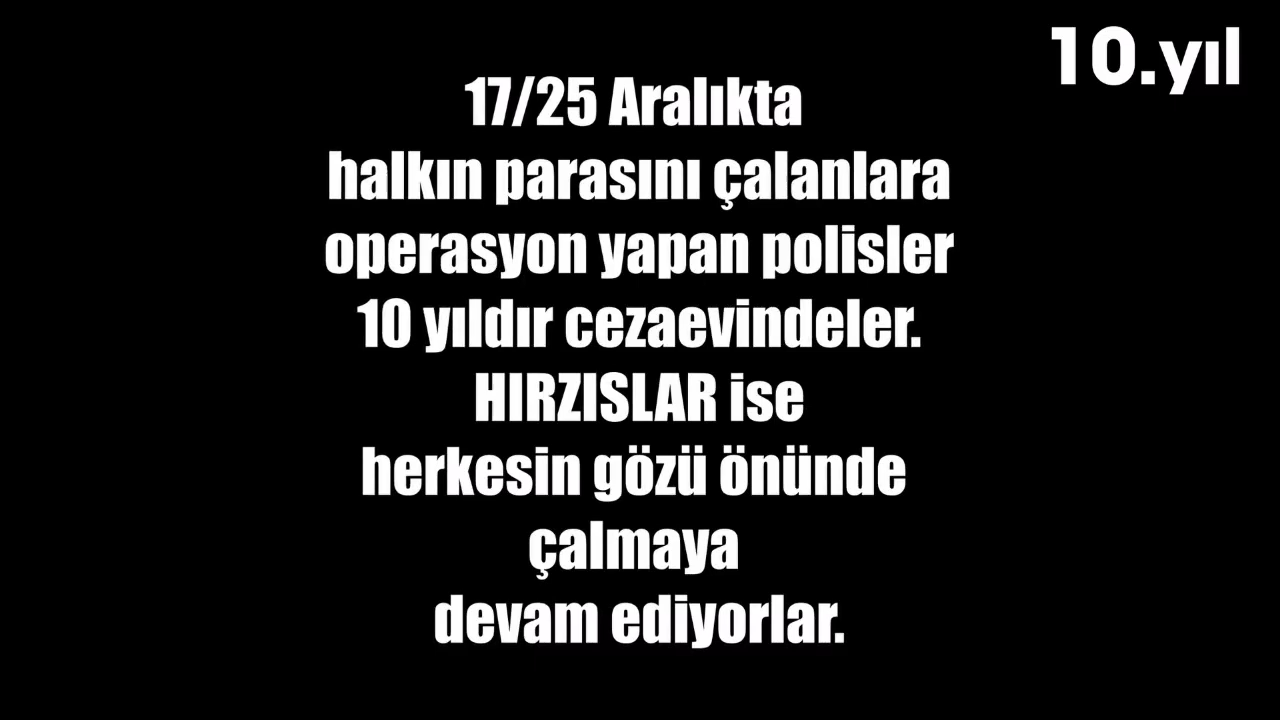 10.yıl
17/25 Aralıkta
halkın parasını çalanlara
operasyon yapan polisler
10 yıldır cezaevindeler.
HIRZISLAR ise
herkesin gözü önünde
çalmaya
devam ediyorlar.